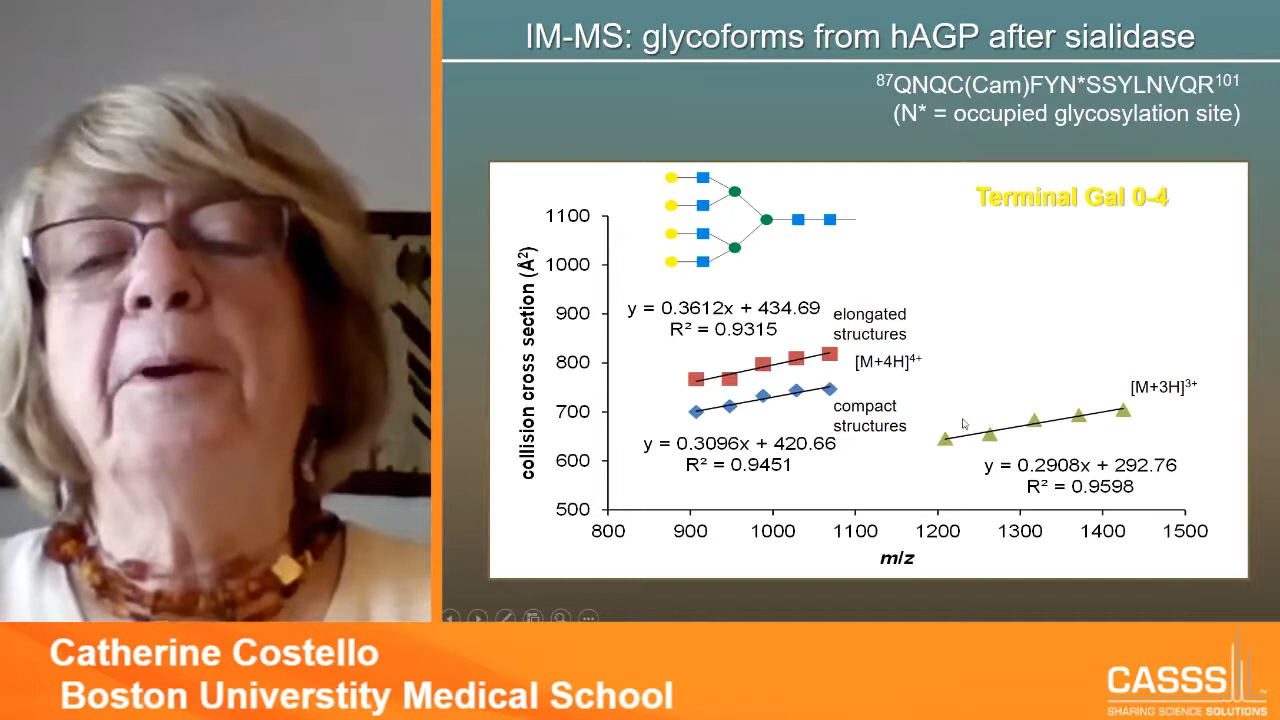 IM-MS: glycoforms from hAGP after sialidase
⁸⁷QNQC(Cam)FYN*SSYLNVQR¹⁰¹
(N* = occupied glycosylation site)
Terminal Gal 0-4
collision cross section (Å²)
1100
1000
900
800
700
600
500
y = 0.3612x + 434.69
R² = 0.9315
elongated
structures
[M+4H]⁴⁺
compact
structures
y = 0.3096x + 420.66
R² = 0.9451
[M+3H]³⁺
y = 0.2908x + 292.76
R² = 0.9598
800 900 1000 1100 1200 1300 1400 1500
m/z
Catherine Costello
Boston Universtity Medical School
CASSS
SHARING SCIENCE SOLUTIONS